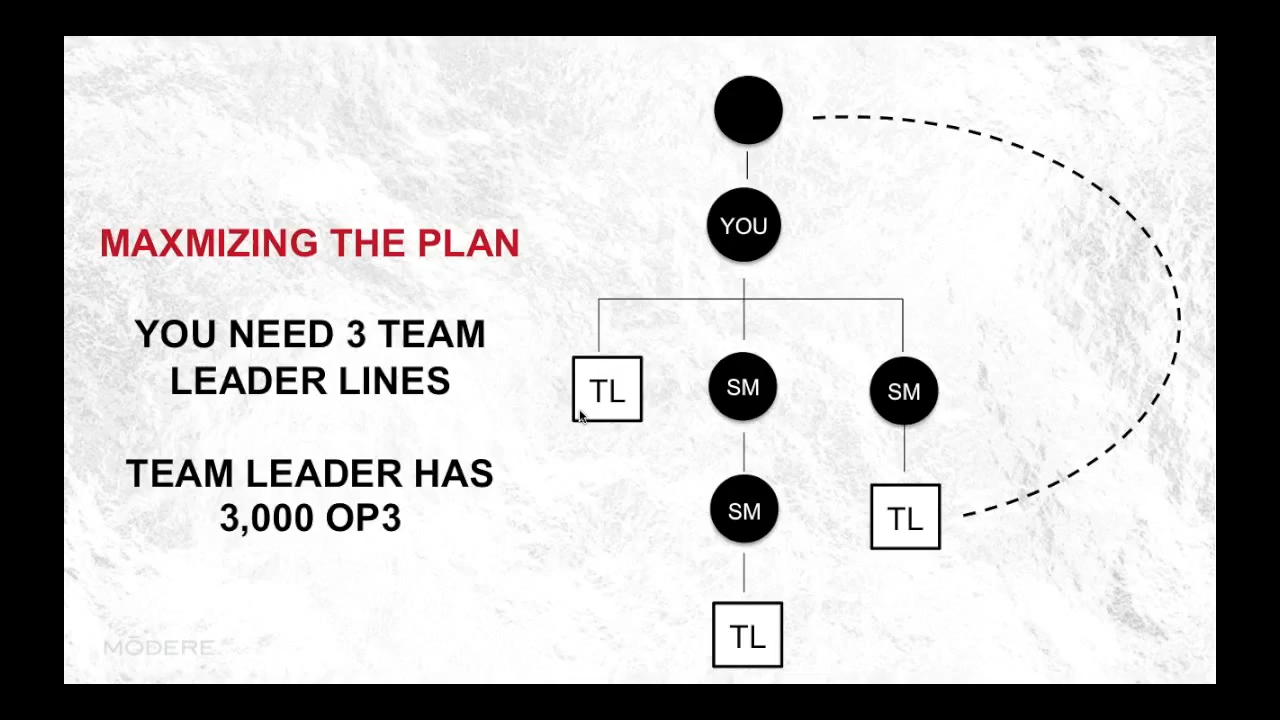 MAXMIZING THE PLAN
YOU NEED 3 TEAM
LEADER LINES
TEAM LEADER HAS
3,000 OP3
YOU
TL
SM
SM
SM
TL
TL
MŌDERE